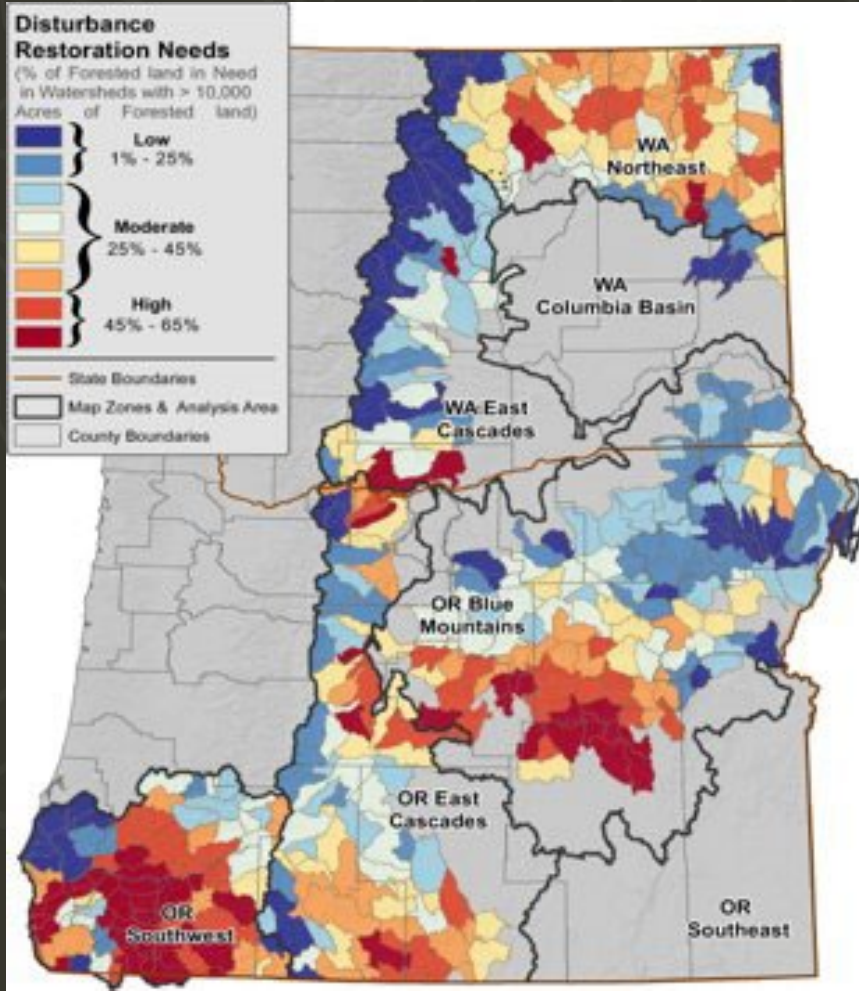 Disturbance
Restoration Needs
(% of Forested land in Need
in Watersheds with > 10,000
Acres of Forested land)
Low
1% - 25%
Moderate
25% - 45%
High
45% - 65%
State Boundaries
Map Zones & Analysis Area
County Boundaries
WA
Northeast
WA
Columbia Basin
WA East
Cascades
OR Blue
Mountains
OR East
Cascades
OR
Southwest
OR
Southeast